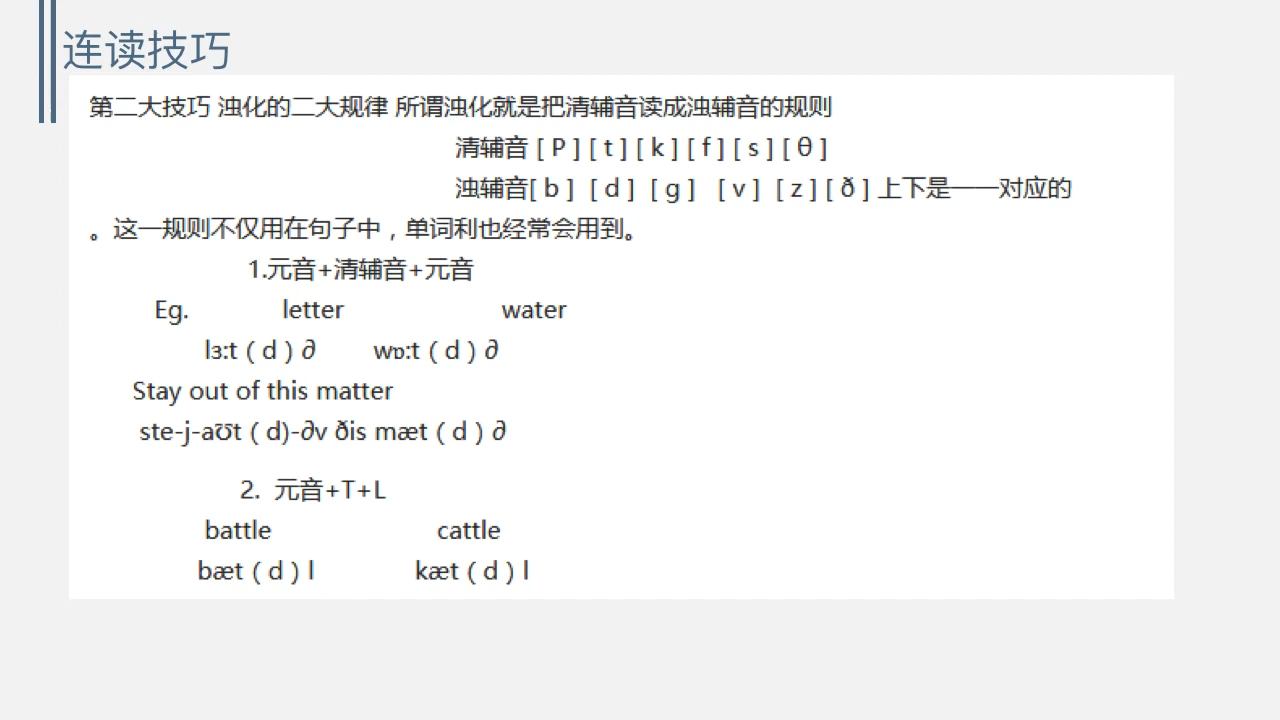 连读技巧
第二大技巧 浊化的二大规律 所谓浊化就是把清辅音读成浊辅音的规则
清辅音 [ P ] [ t ] [ k ] [ f ] [ s ] [ θ ]
浊辅音[ b ] [ d ] [ g ] [ v ] [ z ] [ ð ] 上下是一一对应的
。这一规则不仅用在句子中，单词利也经常会用到。
1.元音+清辅音+元音
Eg. letter water
lɜ:t ( d ) ∂ wɒ:t ( d ) ∂
Stay out of this matter
ste-j-aƱt ( d)-∂v ðis mæt ( d ) ∂
2. 元音+T+L
battle cattle
bæt ( d ) l kæt ( d ) l